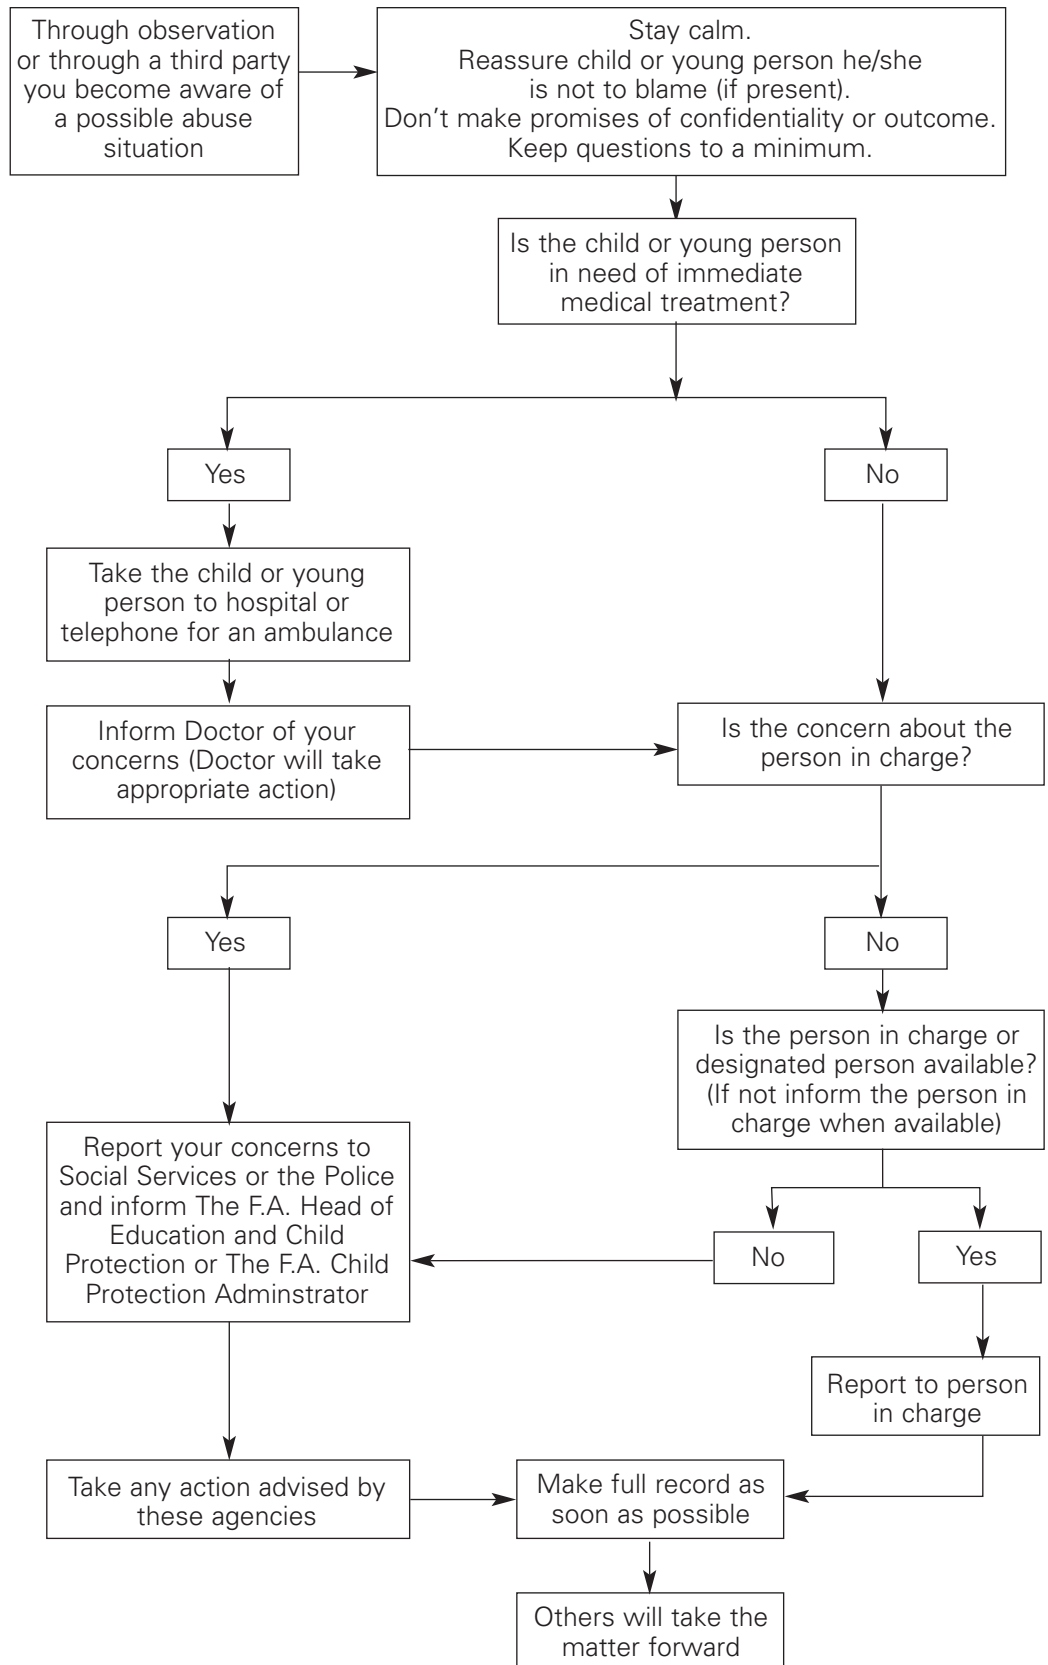 Through observation
or through a third party
you become aware of
a possible abuse
situation
Stay calm.
Reassure child or young person he/she
is not to blame (if present).
Don't make promises of confidentiality or outcome.
Keep questions to a minimum.
Is the child or young person
in need of immediate
medical treatment?
Yes
No
Take the child or young
person to hospital or
telephone for an ambulance
Inform Doctor of your
concerns (Doctor will take
appropriate action)
Is the concern about the
person in charge?
Yes
No
Is the person in charge or
designated person available?
(If not inform the person in
charge when available)
Report your concerns to
Social Services or the Police
and inform The F.A. Head of
Education and Child
Protection or The F.A. Child
Protection Adminstrator
No
Yes
Report to person
in charge
Take any action advised by
these agencies
Make full record as
soon as possible
Others will take the
matter forward